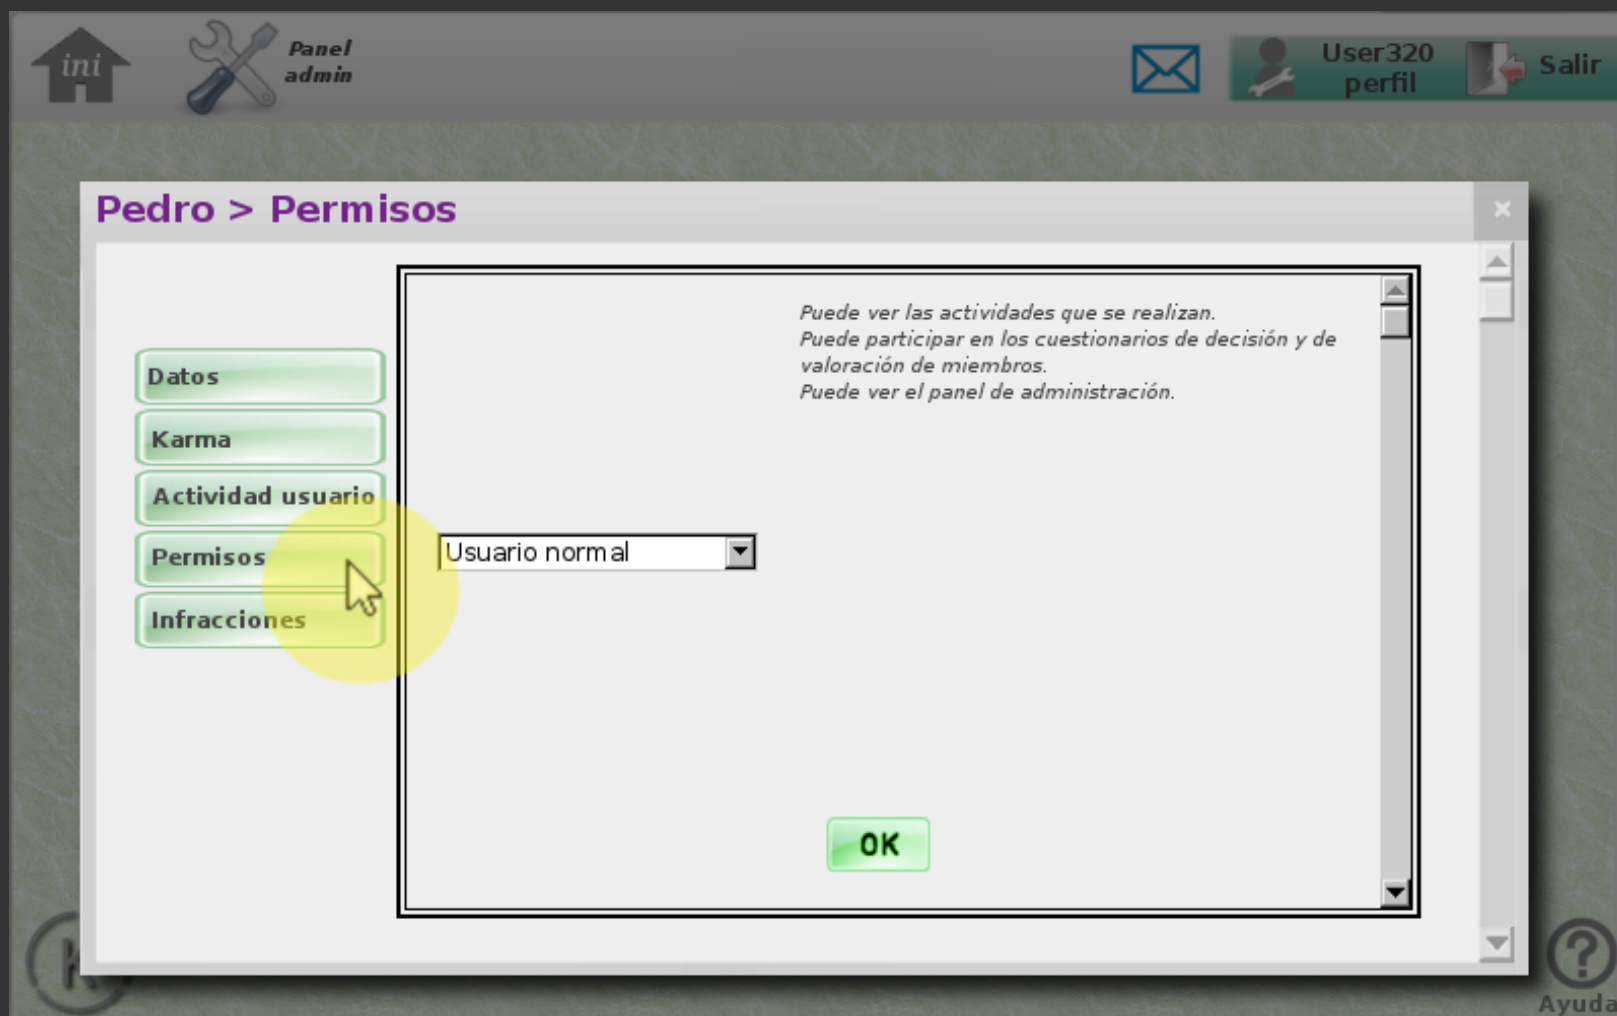 ini
Panel
admin
User320
perfil
Salir
Pedro > Permisos
Puede ver las actividades que se realizan.
Puede participar en los cuestionarios de decisión y de
valoración de miembros.
Puede ver el panel de administración.
Datos
Karma
Actividad usuario
Permisos
Infracciones
Usuario normal
OK
K
Ayuda